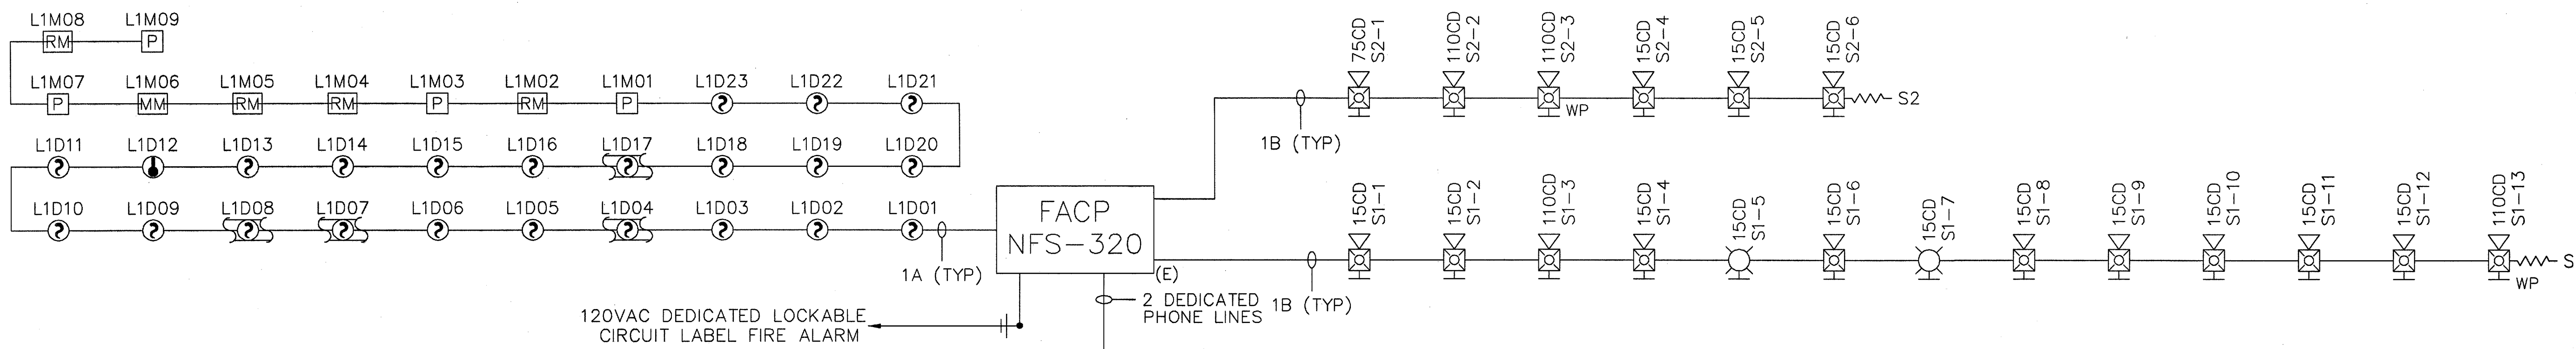 L1M08 L1M09
RM P
L1M07 L1M06 L1M05 L1M04 L1M03 L1M02 L1M01 L1D23 L1D22 L1D21
P MM RM RM P RM P
L1D11 L1D12 L1D13 L1D14 L1D15 L1D16 L1D17 L1D18 L1D19 L1D20
L1D10 L1D09 L1D08 L1D07 L1D06 L1D05 L1D04 L1D03 L1D02 L1D01
1A (TYP)
FACP
NFS-320
(E)
120VAC DEDICATED LOCKABLE
CIRCUIT LABEL FIRE ALARM
2 DEDICATED
PHONE LINES
1B (TYP)
75CD
S2-1
110CD
S2-2
110CD
S2-3
WP
15CD
S2-4
15CD
S2-5
15CD
S2-6
S2
1B (TYP)
15CD
S1-1
15CD
S1-2
110CD
S1-3
15CD
S1-4
15CD
S1-5
15CD
S1-6
15CD
S1-7
15CD
S1-8
15CD
S1-9
15CD
S1-10
15CD
S1-11
15CD
S1-12
110CD
S1-13
WP
S